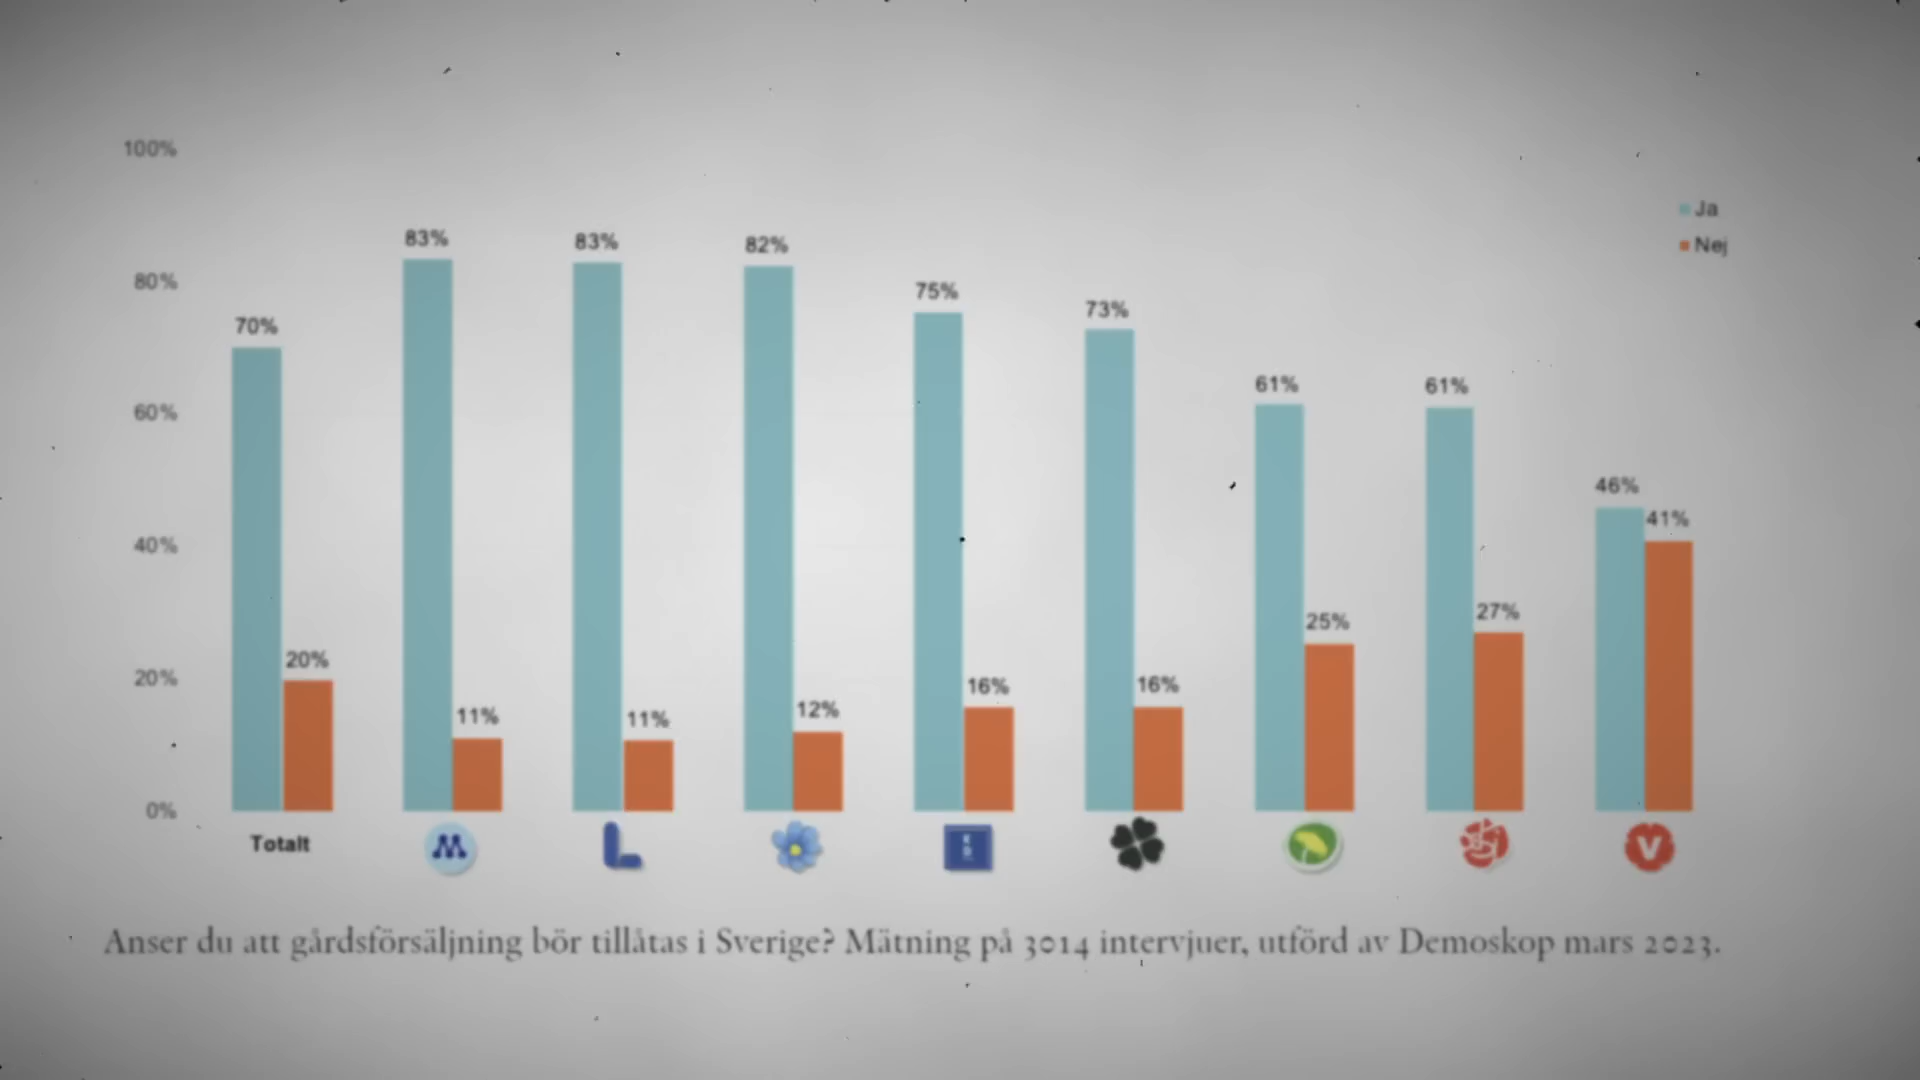 100%
80%
60%
40%
20%
0%
Ja
Nej
70%
20%
83%
11%
83%
11%
82%
12%
75%
16%
73%
16%
61%
25%
61%
27%
46%
41%
Totalt
M
L
KD
S
V
Anser du att gårdsförsäljning bör tillåtas i Sverige? Mätning på 3014 intervjuer, utförd av Demoskop mars 2023.